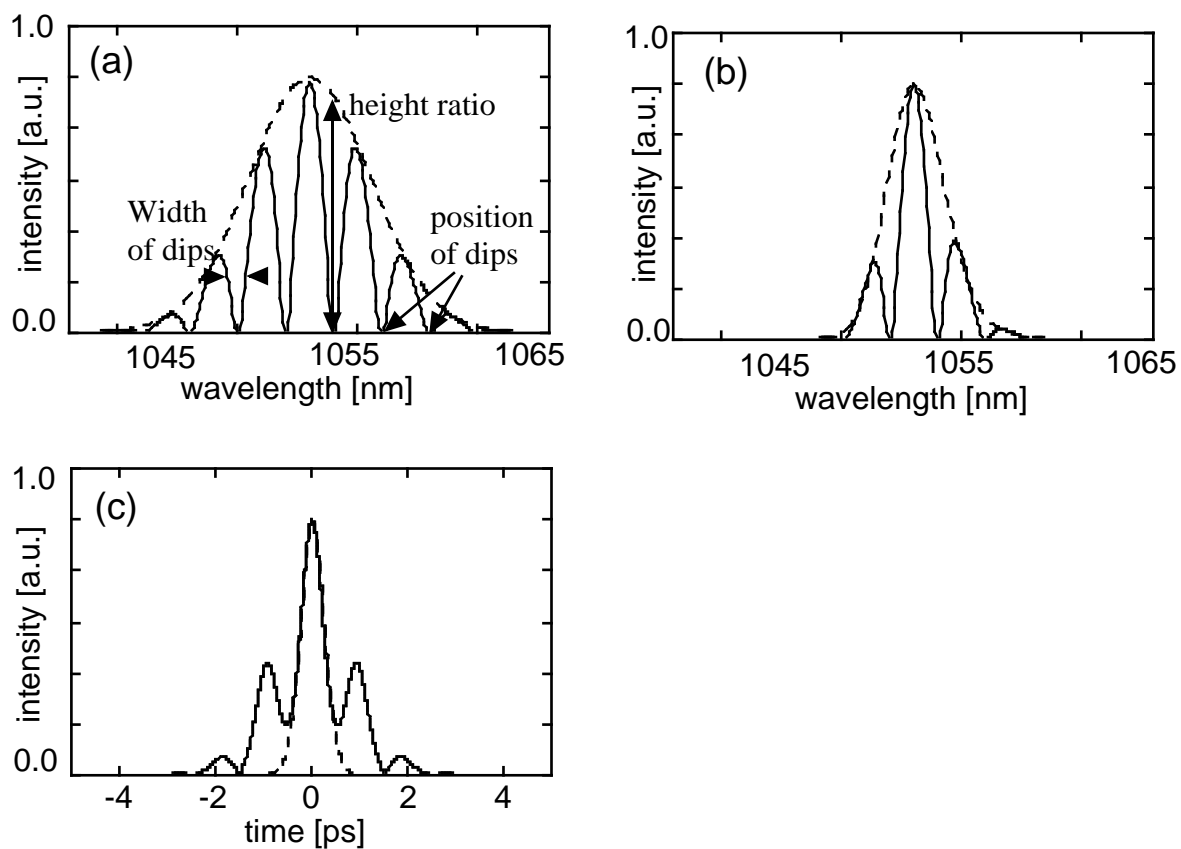 1.0
(a)
height ratio
Width
of dips
position
of dips
intensity [a.u.]
0.0
1045 1055 1065
wavelength [nm]
1.0
(b)
intensity [a.u.]
0.0
1045 1055 1065
wavelength [nm]
1.0
(c)
intensity [a.u.]
0.0
-4 -2 0 2 4
time [ps]